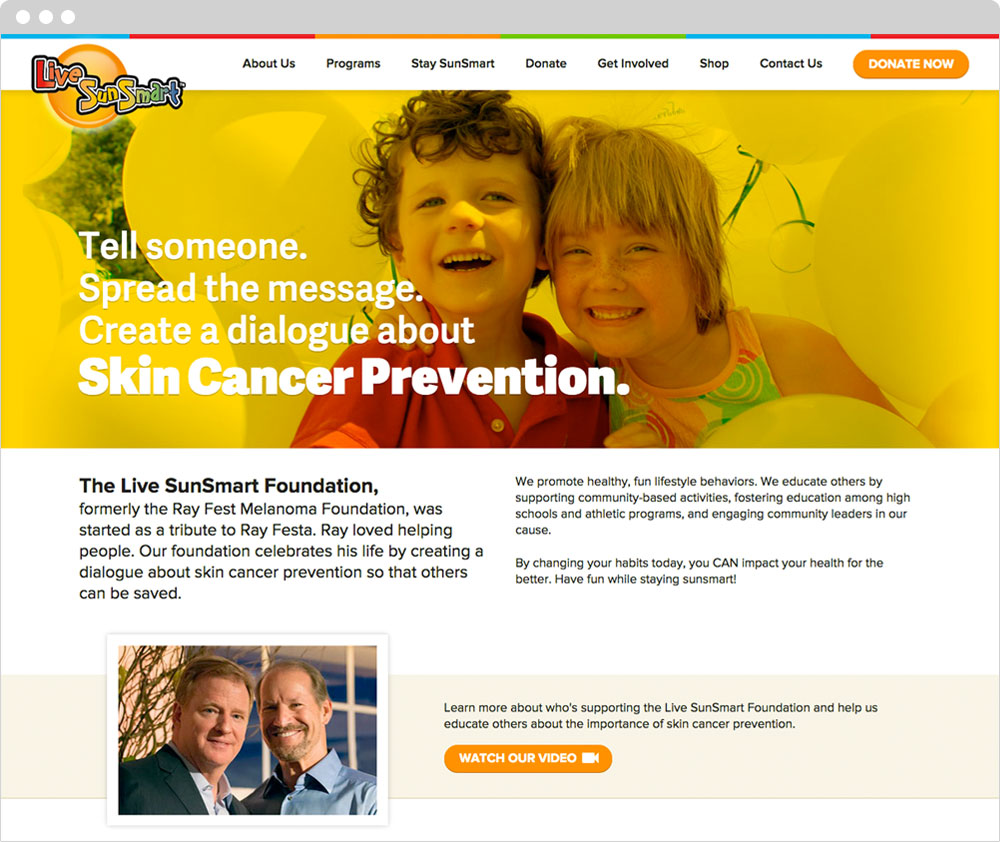 Live
SunSmart™
About Us
Programs
Stay SunSmart
Donate
Get Involved
Shop
Contact Us
DONATE NOW
Tell someone.
Spread the message.
Create a dialogue about
Skin Cancer Prevention.
The Live SunSmart Foundation,
formerly the Ray Fest Melanoma Foundation, was
started as a tribute to Ray Festa. Ray loved helping
people. Our foundation celebrates his life by creating a
dialogue about skin cancer prevention so that others
can be saved.
We promote healthy, fun lifestyle behaviors. We educate others by
supporting community-based activities, fostering education among high
schools and athletic programs, and engaging community leaders in our
cause.
By changing your habits today, you CAN impact your health for the
better. Have fun while staying sunsmart!
Learn more about who's supporting the Live SunSmart Foundation and help us
educate others about the importance of skin cancer prevention.
WATCH OUR VIDEO